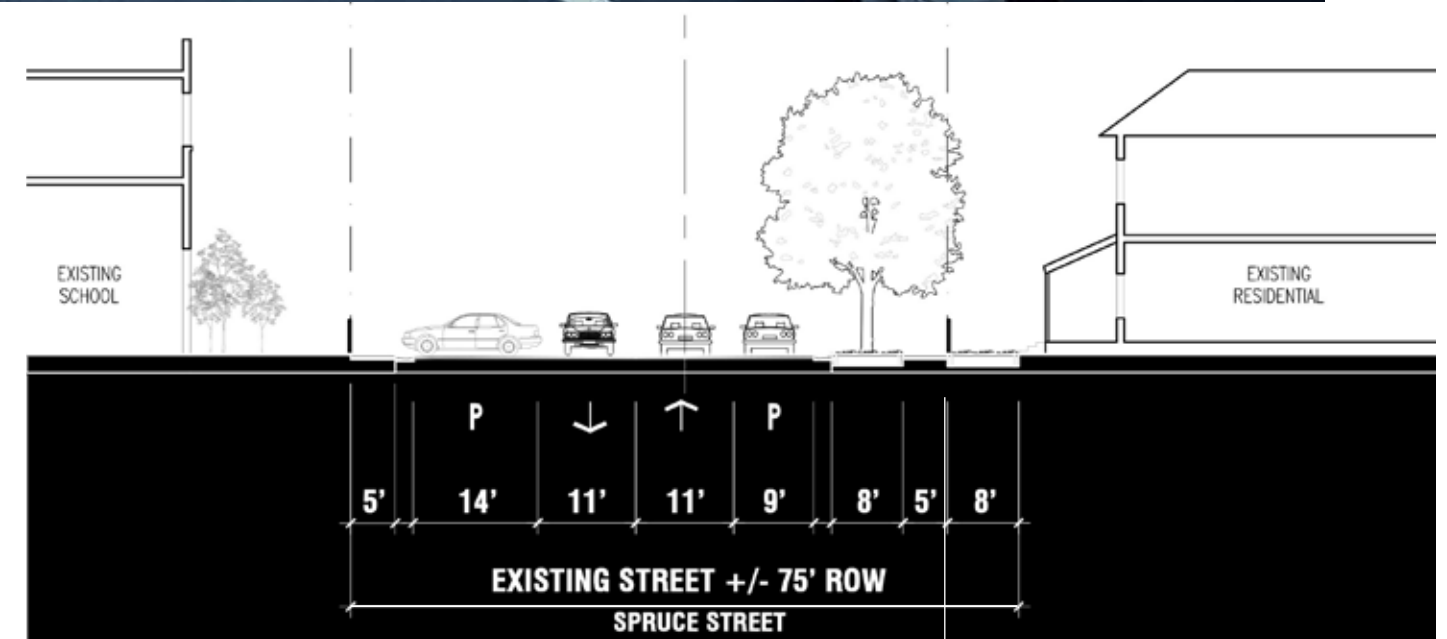 EXISTING
SCHOOL
EXISTING
RESIDENTIAL
P
P
5’ 14’ 11’ 11’ 9’ 8’ 5’ 8’
EXISTING STREET +/- 75’ ROW
SPRUCE STREET